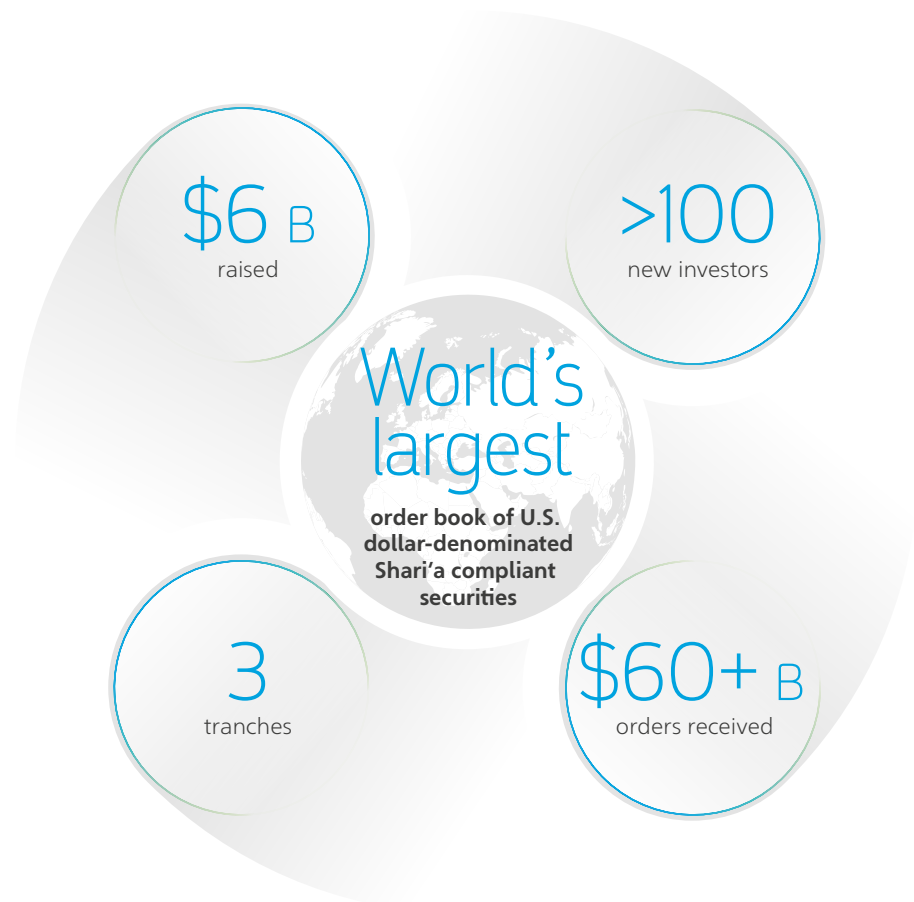 $6 B
raised
>100
new investors
World’s
largest
order book of U.S.
dollar-denominated
Shari’a compliant
securities
3
tranches
$60+ B
orders received